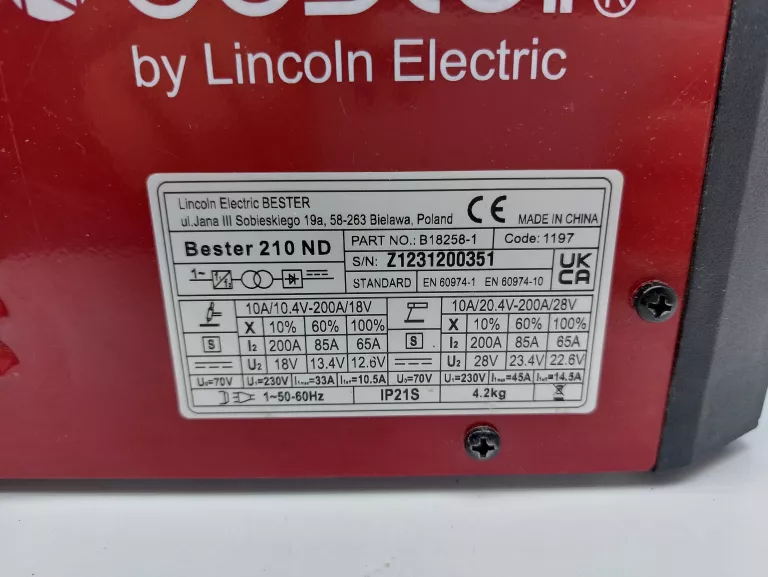 ®
by Lincoln Electric
Lincoln Electric BESTER
ul.Jana III Sobieskiego 19a, 58-263 Bielawa, Poland CE MADE IN CHINA
Bester 210 ND PART NO.: B18258-1 Code: 1197
S/N: Z1231200351 UK CA
1~ STANDARD EN 60974-1 EN 60974-10
10A/10.4V-200A/18V 10A/20.4V-200A/28V
X 10% 60% 100% X 10% 60% 100%
S I2 200A 85A 65A S I2 200A 85A 65A
U2 18V 13.4V 12.6V U2 28V 23.4V 22.6V
U0=70V U1=230V I1max=33A I1eff=10.5A U0=70V U1=230V I1max=45A I1eff=14.5A
1~50-60Hz IP21S 4.2kg